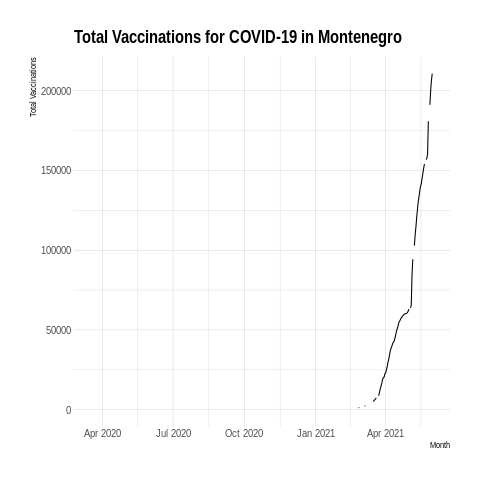 Total Vaccinations for COVID-19 in Montenegro
Total Vaccinations
200000
150000
100000
50000
0
Apr 2020 Jul 2020 Oct 2020 Jan 2021 Apr 2021
Month